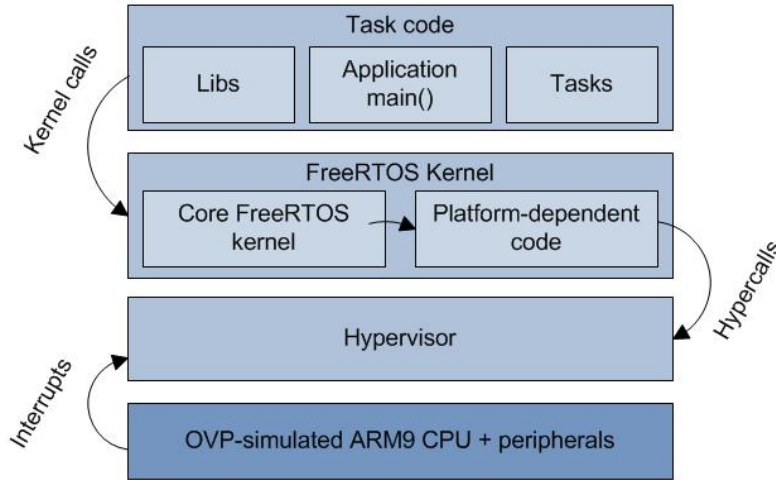 Task code
Libs
Application
main()
Tasks
Kernel calls
FreeRTOS Kernel
Core FreeRTOS
kernel
Platform-dependent
code
Hypercalls
Hypervisor
Interrupts
OVP-simulated ARM9 CPU + peripherals